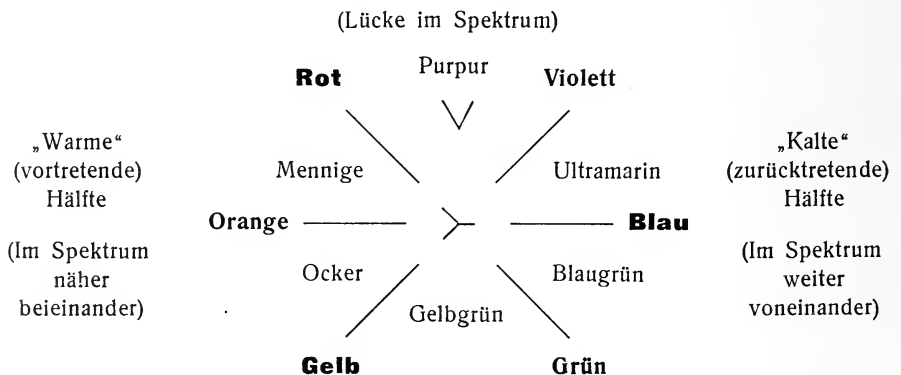 (Lücke im Spektrum)
Rot
Purpur
Violett
„Warme“
(vortretende)
Hälfte
(Im Spektrum
näher
beieinander)
Mennige
Ultramarin
Orange
Blau
Ocker
Blaugrün
Gelbgrün
Gelb
Grün
„Kalte“
(zurücktretende)
Hälfte
(Im Spektrum
weiter
voneinander)